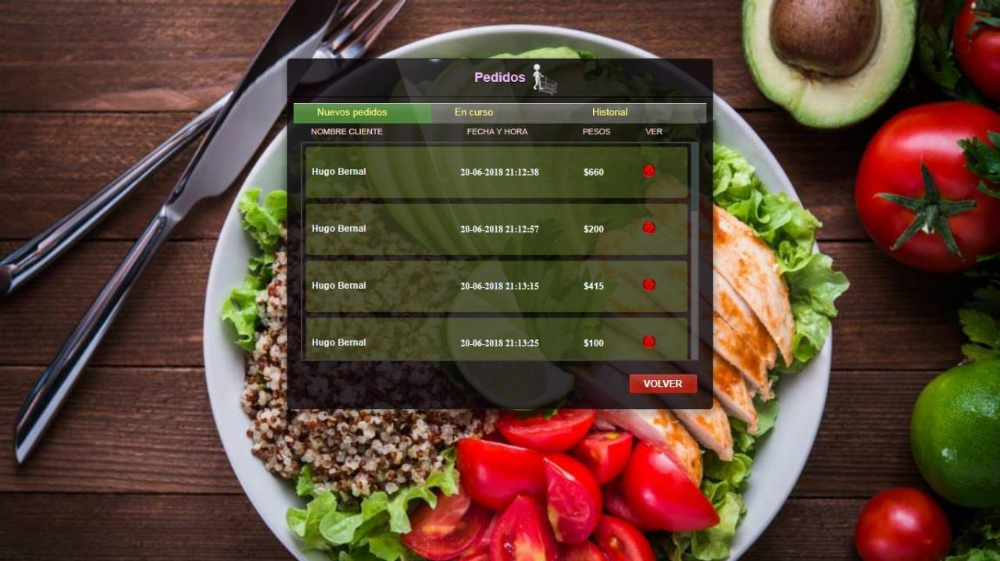 Pedidos
Nuevos pedidos En curso Historial
NOMBRE CLIENTE FECHA Y HORA PESOS VER
Hugo Bernal 20-06-2018 21:12:38 $660
Hugo Bernal 20-06-2018 21:12:57 $200
Hugo Bernal 20-06-2018 21:13:15 $415
Hugo Bernal 20-06-2018 21:13:25 $100
VOLVER